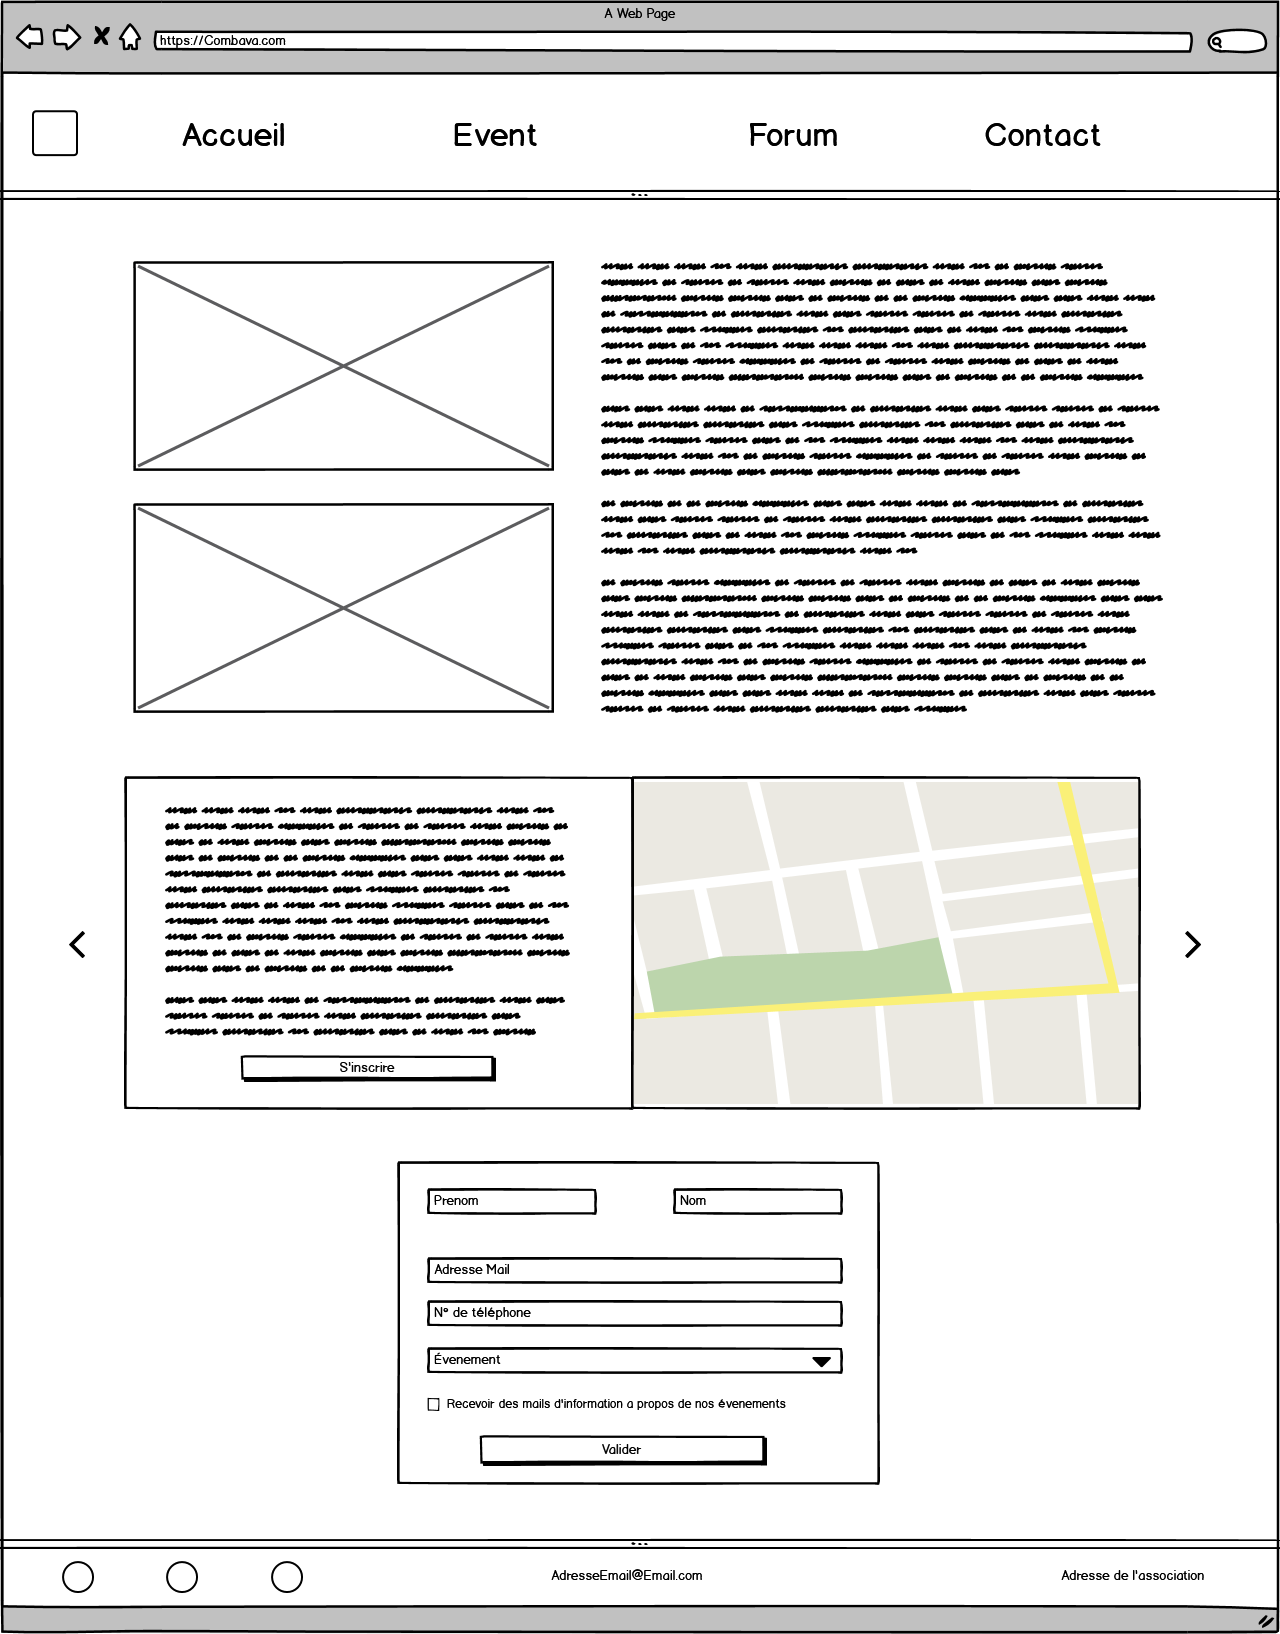 A Web Page
https://Combava.com
Accueil Event Forum Contact
S'inscrire
Prenom Nom
Adresse Mail
N° de téléphone
Évenement
Recevoir des mails d'information a propos de nos évenements
Valider
AdresseEmail@Email.com Adresse de l'association